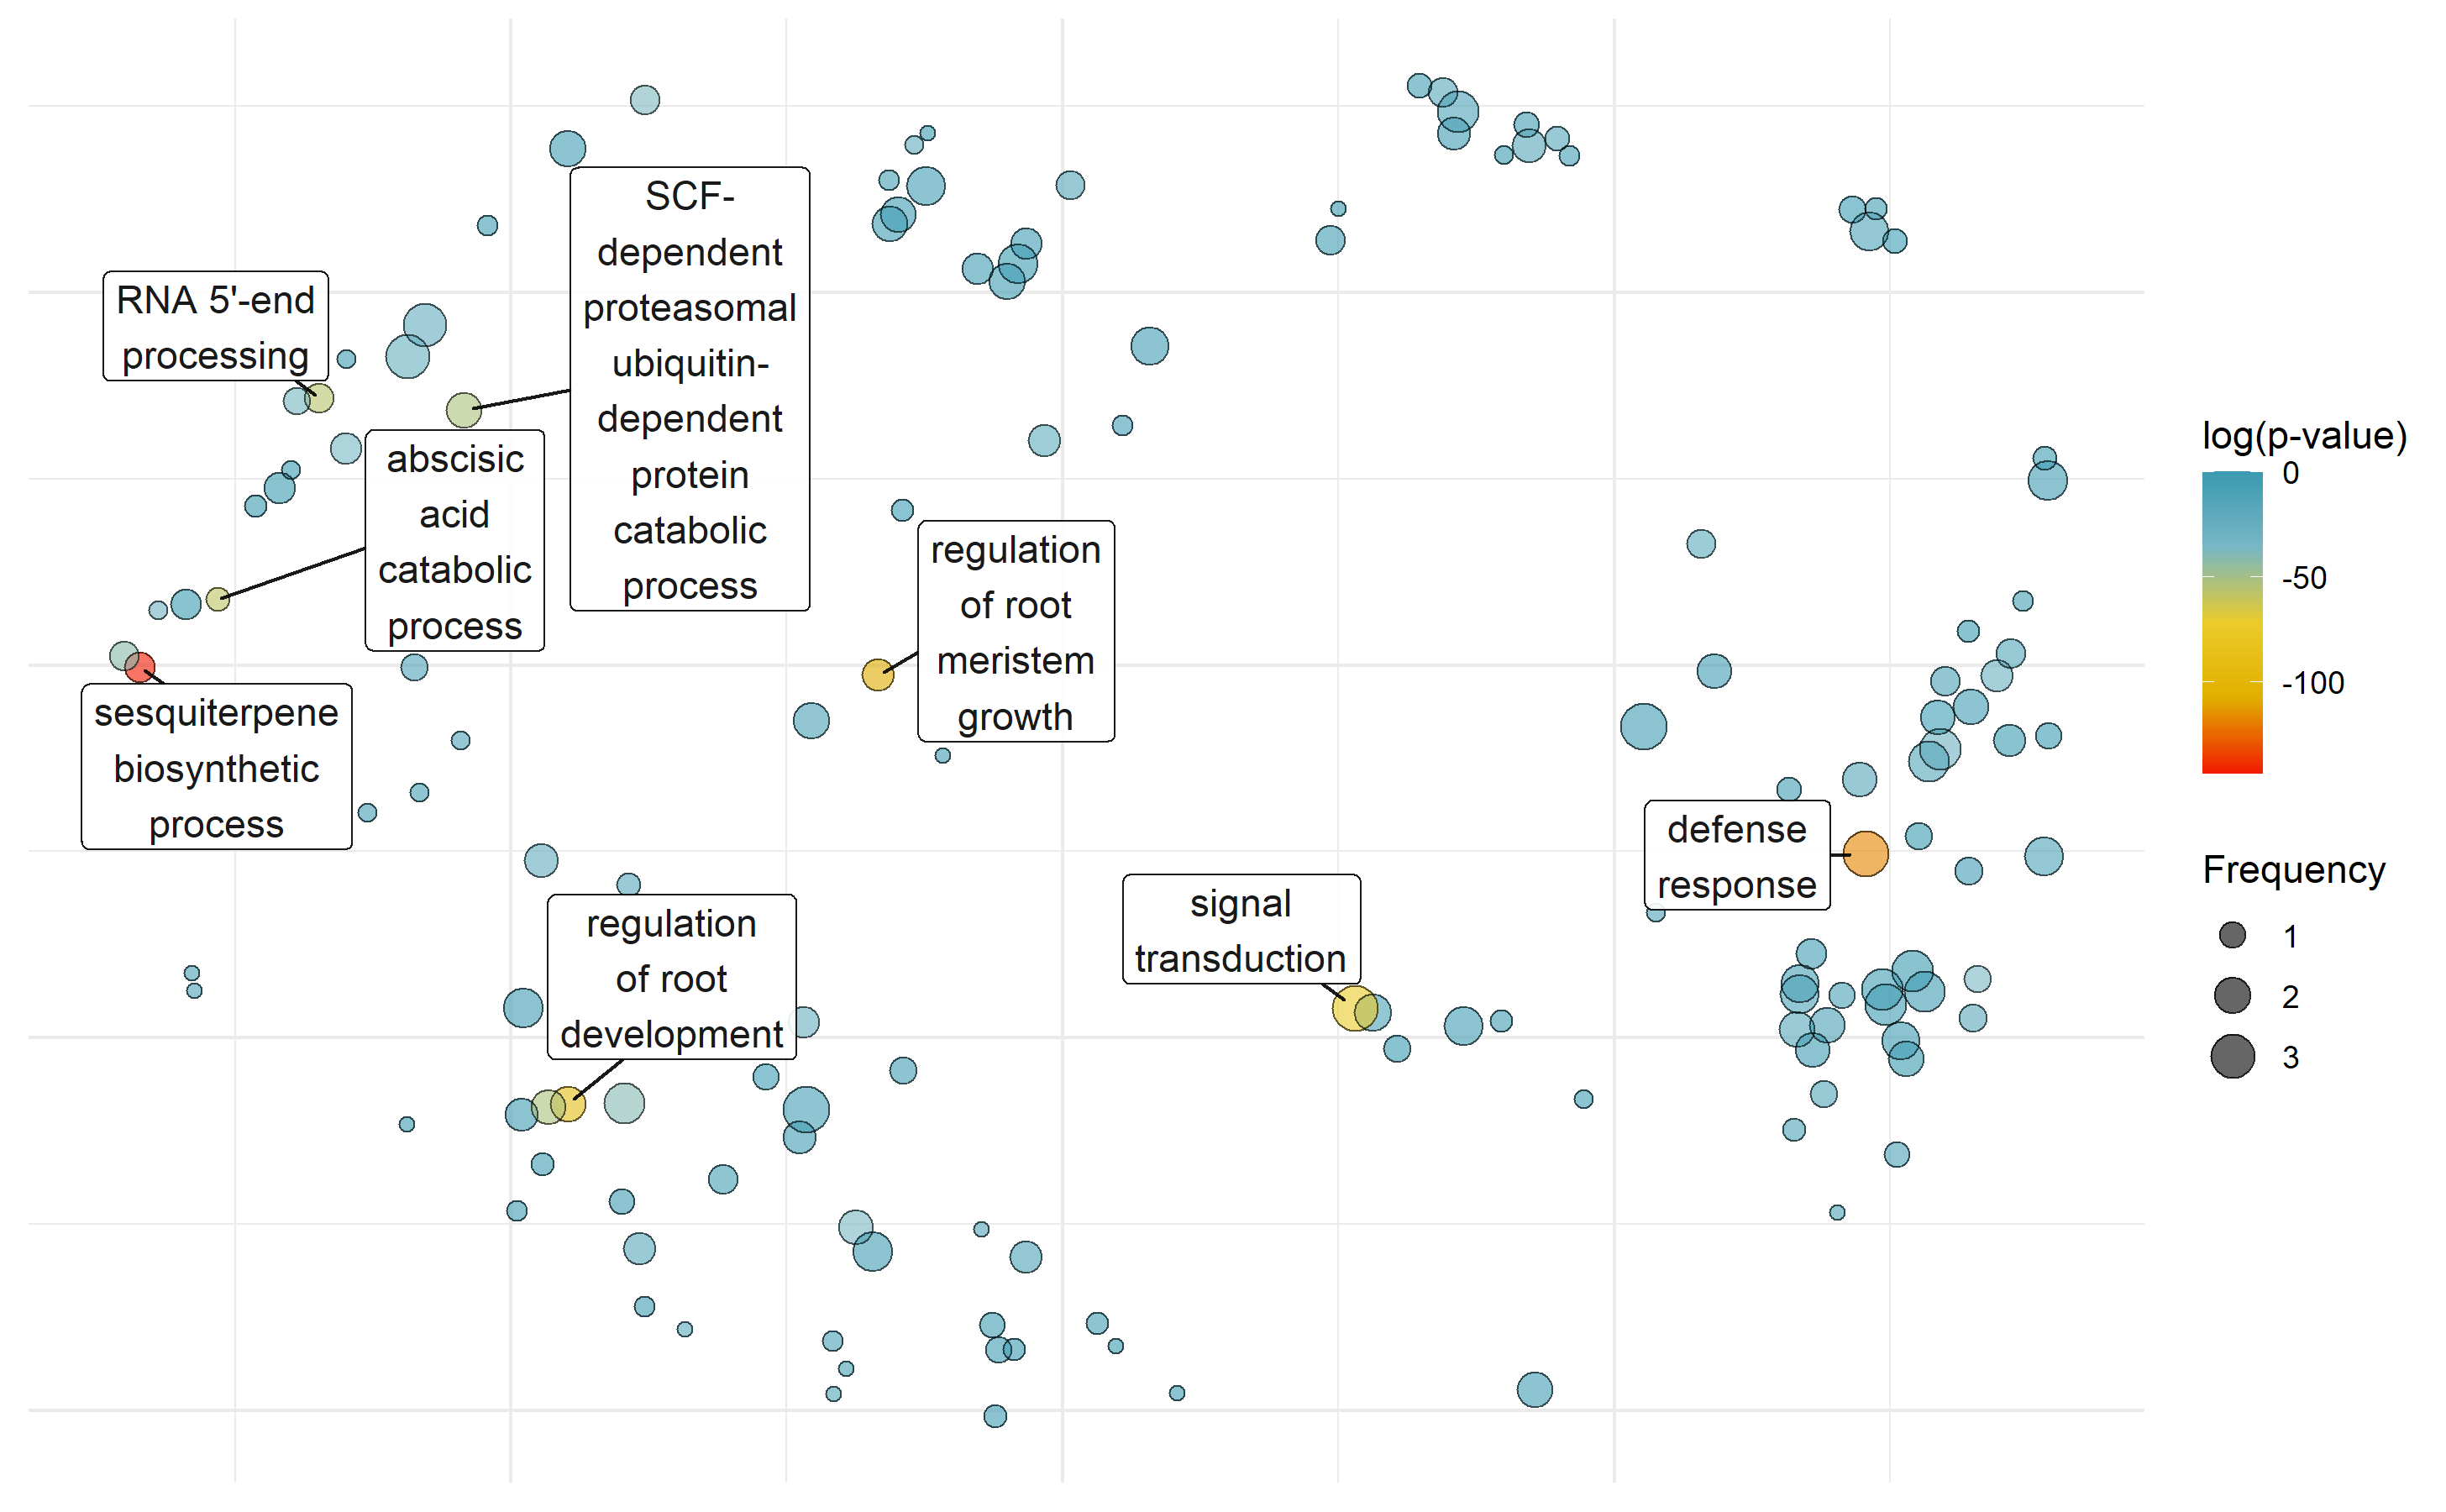 SCF-
dependent
proteasomal
ubiquitin-
dependent
protein
catabolic
process
RNA 5'-end
processing
abscisic
acid
catabolic
process
regulation
of root
meristem
growth
sesquiterpene
biosynthetic
process
defense
response
signal
transduction
regulation
of root
development
log(p-value)
0
-50
-100
Frequency
1
2
3